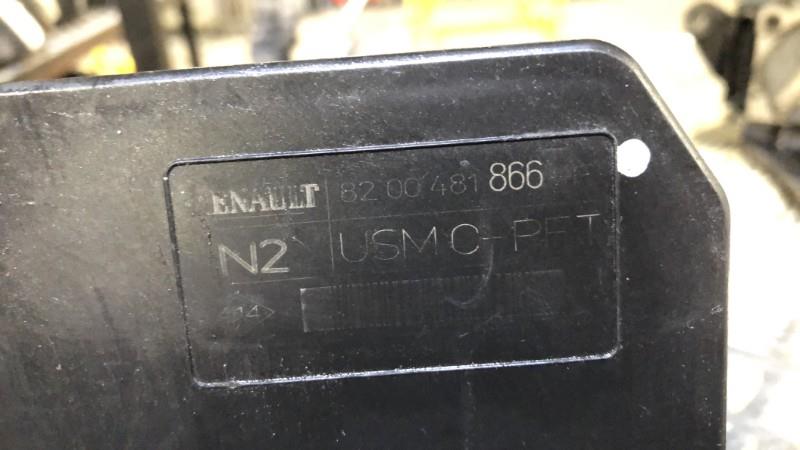 RENAULT 82 00 481 866
N2 USM C-PFT